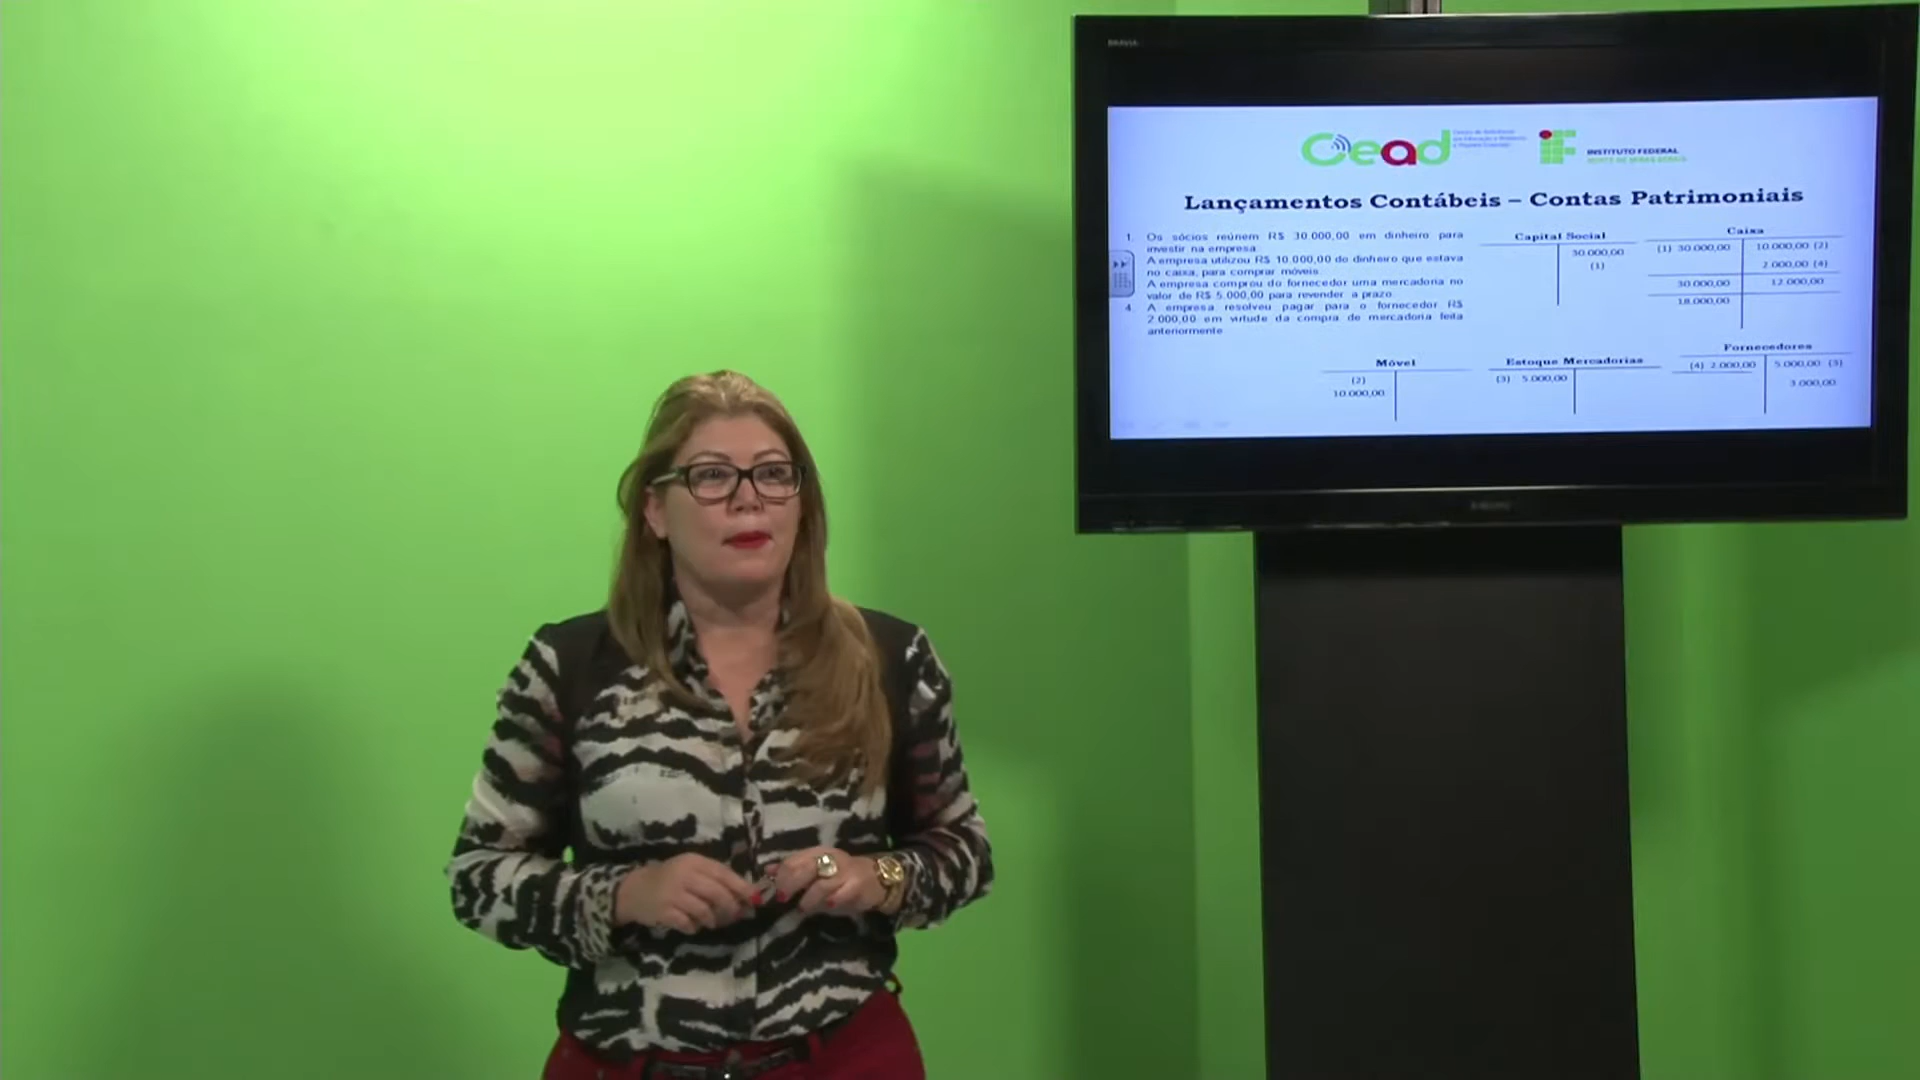 BRAVIA
Cead
INSTITUTO FEDERAL
NORTE DE MINAS GERAIS
Lançamentos Contábeis – Contas Patrimoniais
1. Os sócios reúnem R$ 30.000,00 em dinheiro para
investir na empresa.
A empresa utilizou R$ 10.000,00 do dinheiro que estava
no caixa, para comprar móveis.
A empresa comprou do fornecedor uma mercadoria no
valor de R$ 5.000,00 para revender a prazo.
4. A empresa resolveu pagar para o fornecedor R$
2.000,00 em virtude da compra de mercadoria feita
anteriormente
Capital Social
30.000,00
(1)
Caixa
(1) 30.000,00 10.000,00 (2)
2.000,00 (4)
30.000,00 12.000,00
18.000,00
Móvel
(2)
10.000,00
Estoque Mercadorias
(3) 5.000,00
Fornecedores
(4) 2.000,00 5.000,00 (3)
3.000,00